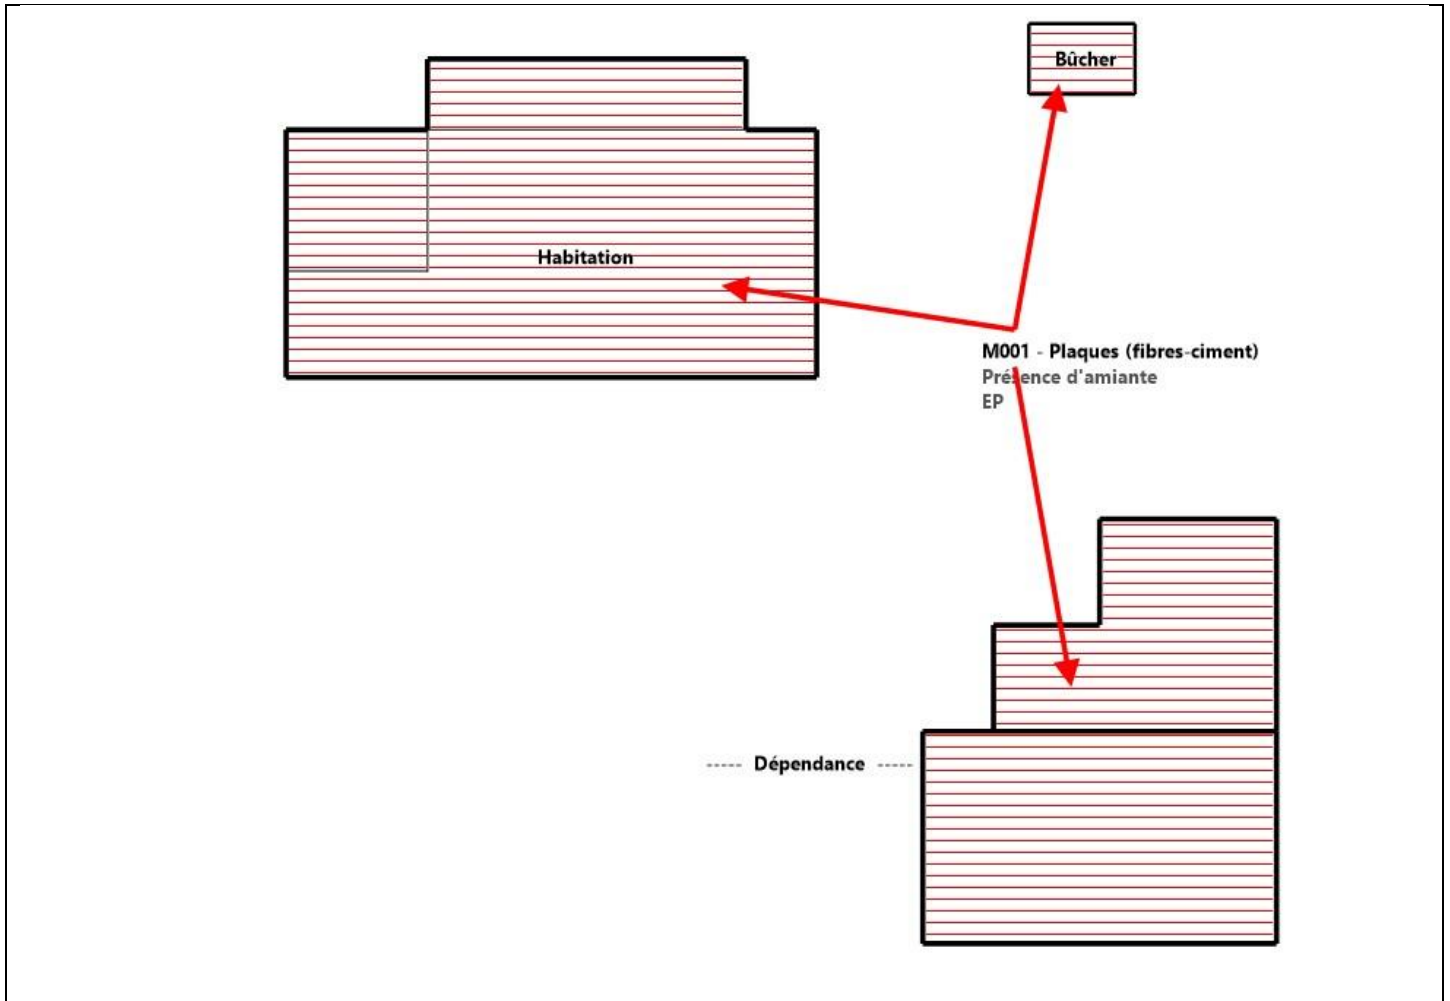 Bûcher
Habitation
M001 - Plaques (fibres-ciment)
Présence d'amiante
EP
----- Dépendance -----